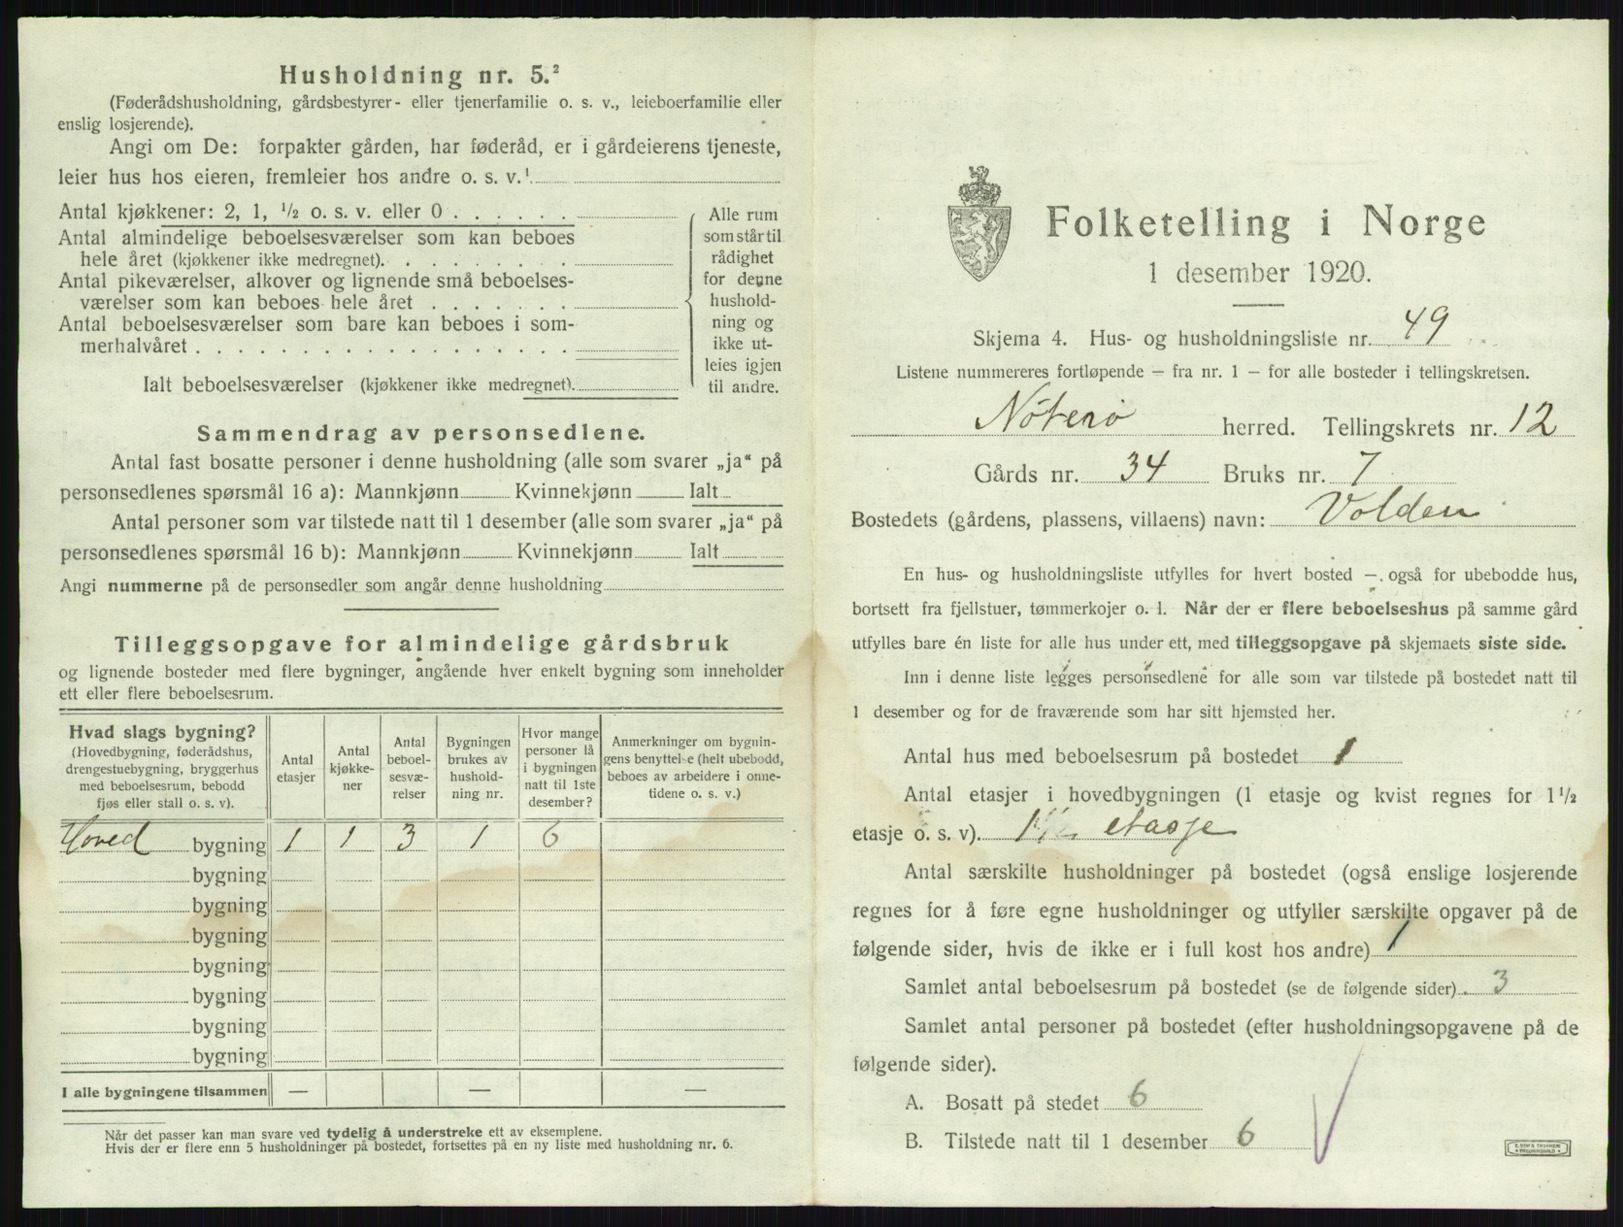 Husholdning nr. 5.²
(Føderådshusholdning, gårdsbestyrer- eller tjenerfamilie o. s. v., leieboerfamilie eller
enslig losjerende).
Angi om De: forpakter gården, har føderåd, er i gårdeierens tjeneste,
leier hus hos eieren, fremleier hos andre o. s. v.¹
Antal kjøkkener: 2, 1, ½ o. s. v. eller 0
Antal almindelige beboelsesværelser som kan beboes
hele året (kjøkkener ikke medregnet).
Antal pikeværelser, alkover og lignende små beboelses-
værelser som kan beboes hele året
Antal beboelsesværelser som bare kan beboes i som-
merhalvåret
Ialt beboelsesværelser (kjøkkener ikke medregnet).
Alle rum
som står til
rådighet
for denne
hushold-
ning og
ikke ut-
leies igjen
til andre.
Sammendrag av personsedlene.
Antal fast bosatte personer i denne husholdning (alle som svarer „ja“ på
personsedlenes spørsmål 16 a): Mannkjønn Kvinnekjønn Ialt
Antal personer som var tilstede natt til 1 desember (alle som svarer „ja“ på
personsedlenes spørsmål 16 b): Mannkjønn Kvinnekjønn Ialt
Angi nummerne på de personsedler som angår denne husholdning
Tilleggsopgave for almindelige gårdsbruk
og lignende bosteder med flere bygninger, angående hver enkelt bygning som inneholder
ett eller flere beboelsesrum.
Hvad slags bygning?
(Hovedbygning, føderådshus,
drengestuebygning, bryggerhus
med beboelsesrum, bebodd
fjøs eller stall o. s. v).
Antal
etasjer
Antal
kjøkke-
ner
Antal
beboel-
sesvæ-
relser
Bygningen
brukes av
hushold-
ning nr.
Hvor mange
personer lå
i bygningen
natt til 1ste
desember?
Anmerkninger om bygnin-
gens benyttelse (helt ubebodd,
beboes av arbeidere i onne-
tidene o. s. v.)
Hoved bygning 1 1 3 1 6
bygning
bygning
bygning
bygning
bygning
bygning
bygning
I alle bygningene tilsammen — — —
Når det passer kan man svare ved tydelig å understreke ett av eksemplene.
Hvis der er flere enn 5 husholdninger på bostedet, fortsettes på en ny liste med husholdning nr. 6.
Folketelling i Norge
1 desember 1920.
Skjema 4. Hus- og husholdningsliste nr. 49
Listene nummereres fortløpende — fra nr. 1 — for alle bosteder i tellingskretsen.
Nöterö herred. Tellingskrets nr. 12
Gårds nr. 34 Bruks nr. 7
Bostedets (gårdens, plassens, villaens) navn: Volden
En hus- og husholdningsliste utfylles for hvert bosted — også for ubebodde hus,
bortsett fra fjellstuer, tømmerkojer o. l. Når der er flere beboelseshus på samme gård
utfylles bare én liste for alle hus under ett, med tilleggsopgave på skjemaets siste side.
Inn i denne liste legges personsedlene for alle som var tilstede på bostedet natt til
1 desember og for de fraværende som har sitt hjemsted her.
Antal hus med beboelsesrum på bostedet 1
Antal etasjer i hovedbygningen (1 etasje og kvist regnes for 1½
etasje o. s. v). 1½ etasje
Antal særskilte husholdninger på bostedet (også enslige losjerende
regnes for å føre egne husholdninger og utfyller særskilte opgaver på de
følgende sider, hvis de ikke er i full kost hos andre) 1
Samlet antal beboelsesrum på bostedet (se de følgende sider). 3
Samlet antal personer på bostedet (efter husholdningsopgavene på de
følgende sider).
A. Bosatt på stedet 6
B. Tilstede natt til 1 desember 6